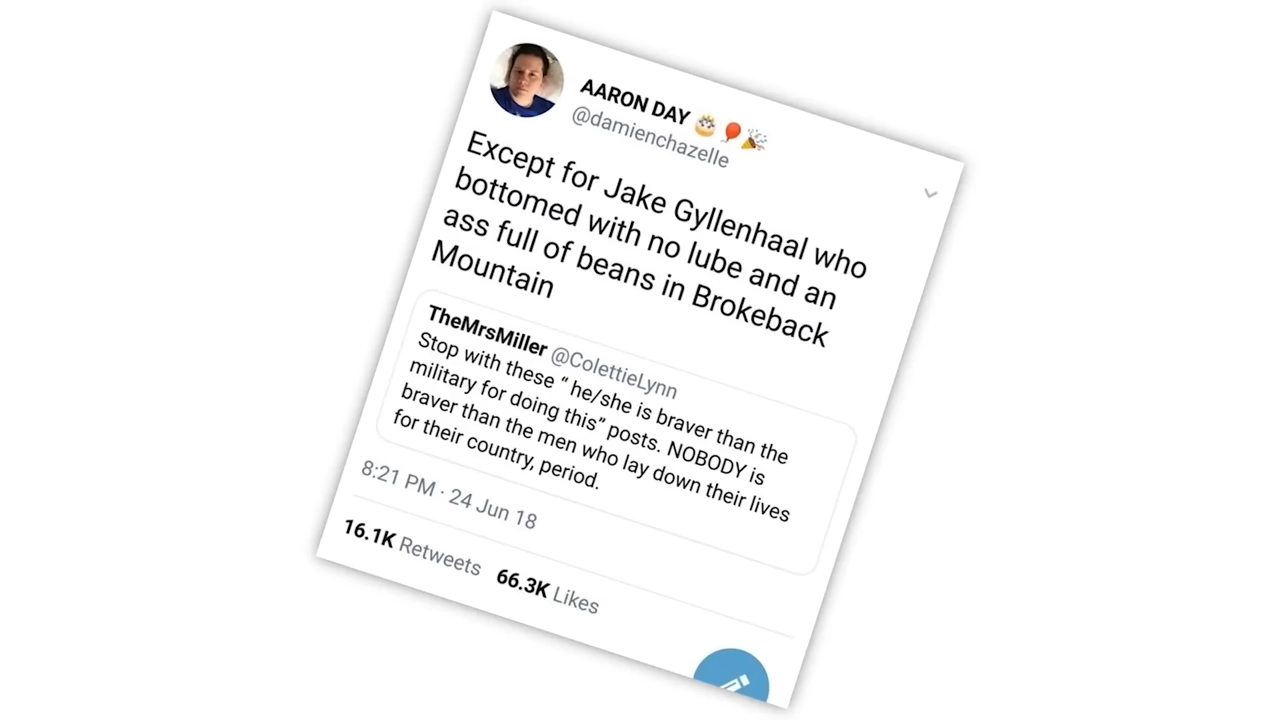 AARON DAY 🎂🎈🎉
@damienchazelle
Except for Jake Gyllenhaal who
bottomed with no lube and an
ass full of beans in Brokeback
Mountain
TheMrsMiller @ColettieLynn
Stop with these “ he/she is braver than the
military for doing this” posts. NOBODY is
braver than the men who lay down their lives
for their country, period.
8:21 PM · 24 Jun 18
16.1K Retweets 66.3K Likes